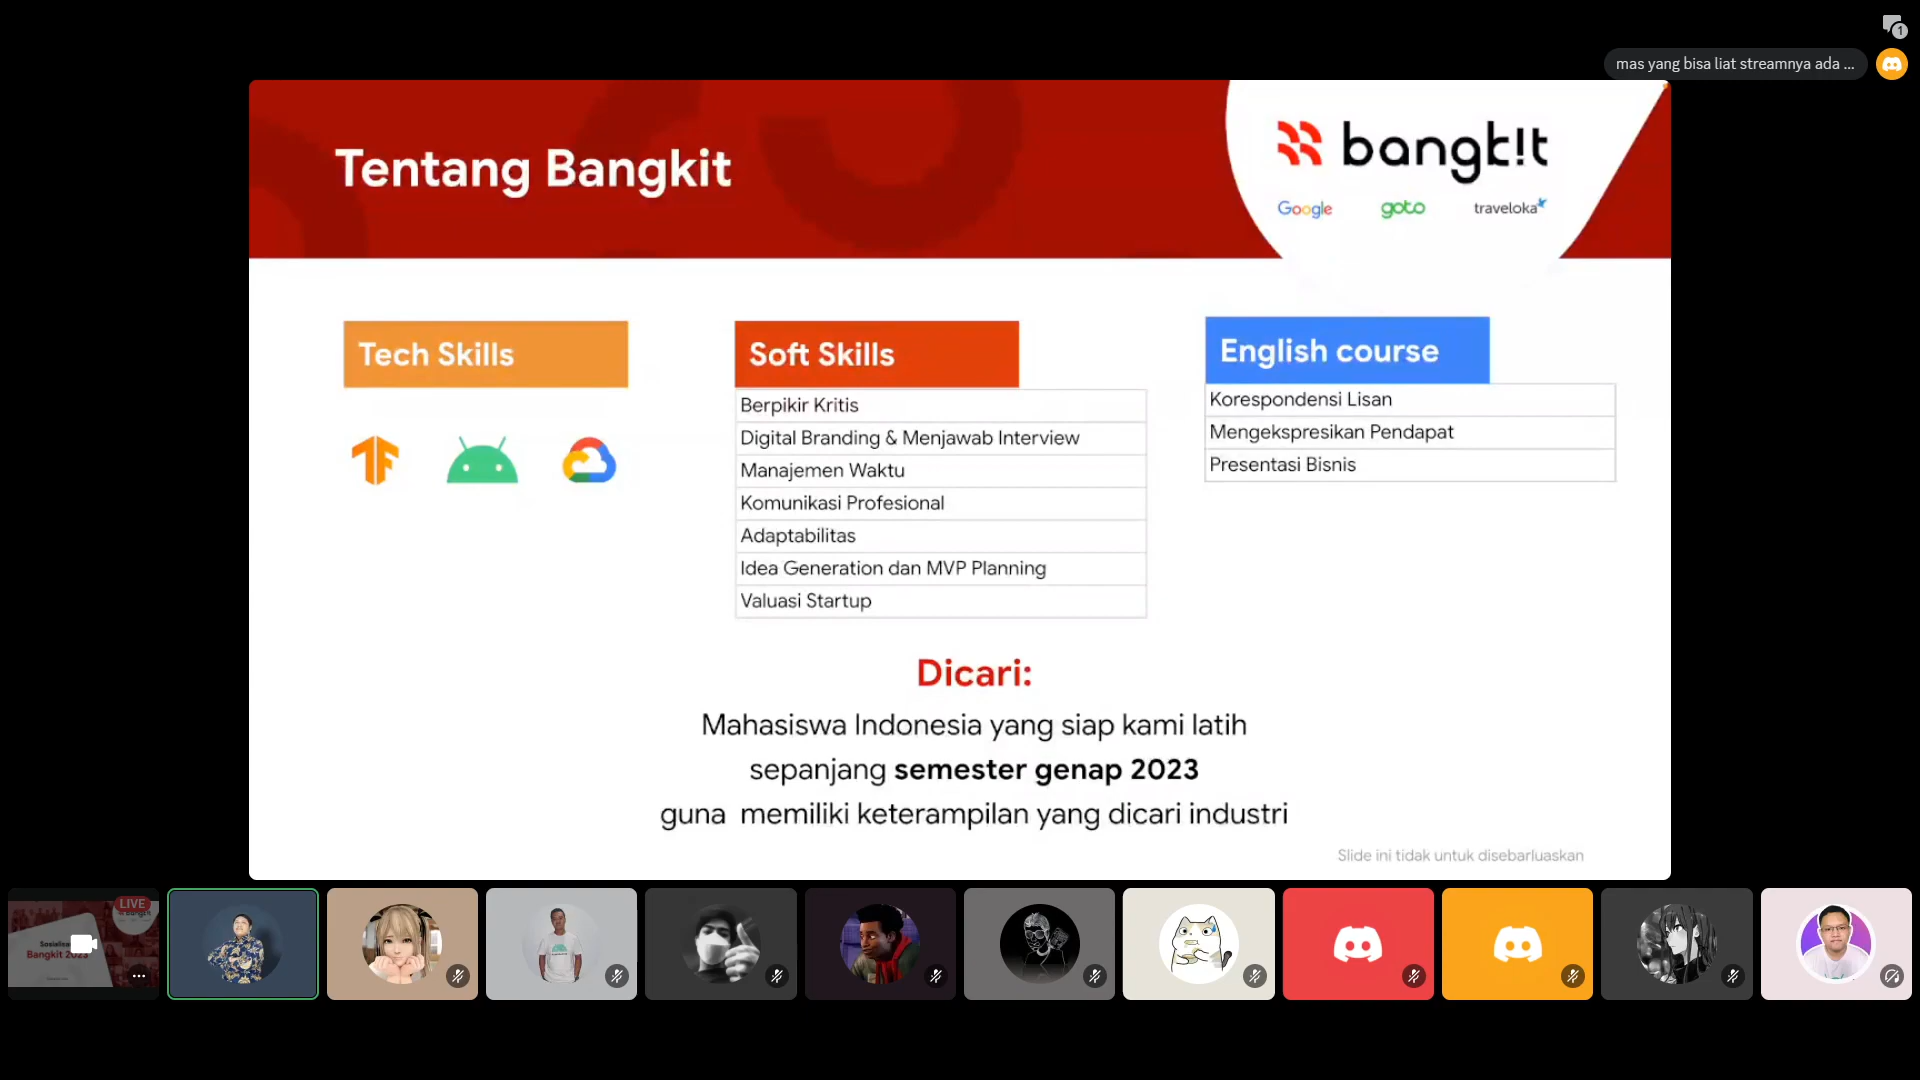 1
mas yang bisa liat streamnya ada ...
Tentang Bangkit
bangk!t
Google goto traveloka
Tech Skills
Soft Skills
Berpikir Kritis
Digital Branding & Menjawab Interview
Manajemen Waktu
Komunikasi Profesional
Adaptabilitas
Idea Generation dan MVP Planning
Valuasi Startup
English course
Korespondensi Lisan
Mengekspresikan Pendapat
Presentasi Bisnis
Dicari:
Mahasiswa Indonesia yang siap kami latih
sepanjang semester genap 2023
guna memiliki keterampilan yang dicari industri
Slide ini tidak untuk disebarluaskan
LIVE
Bangkit 2023